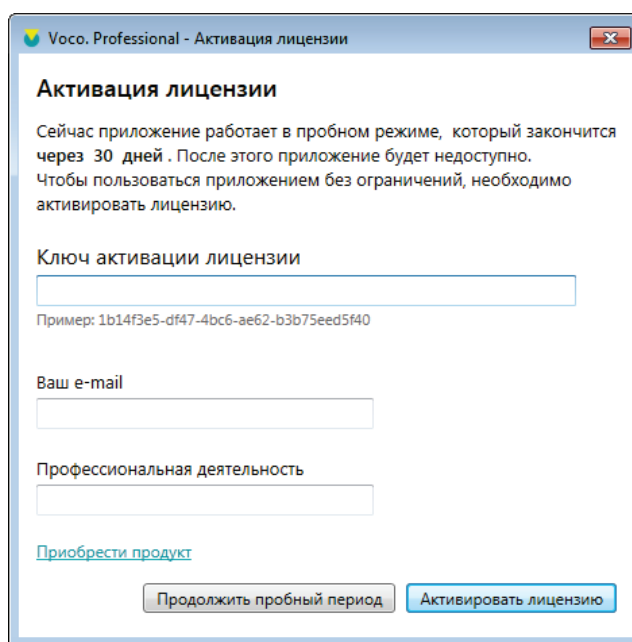 Voco. Professional - Активация лицензии
Активация лицензии
Сейчас приложение работает в пробном режиме, который закончится
через 30 дней . После этого приложение будет недоступно.
Чтобы пользоваться приложением без ограничений, необходимо
активировать лицензию.
Ключ активации лицензии
Пример: 1b14f3e5-df47-4bc6-ae62-b3b75eed5f40
Ваш e-mail
Профессиональная деятельность
Приобрести продукт
Продолжить пробный период Активировать лицензию